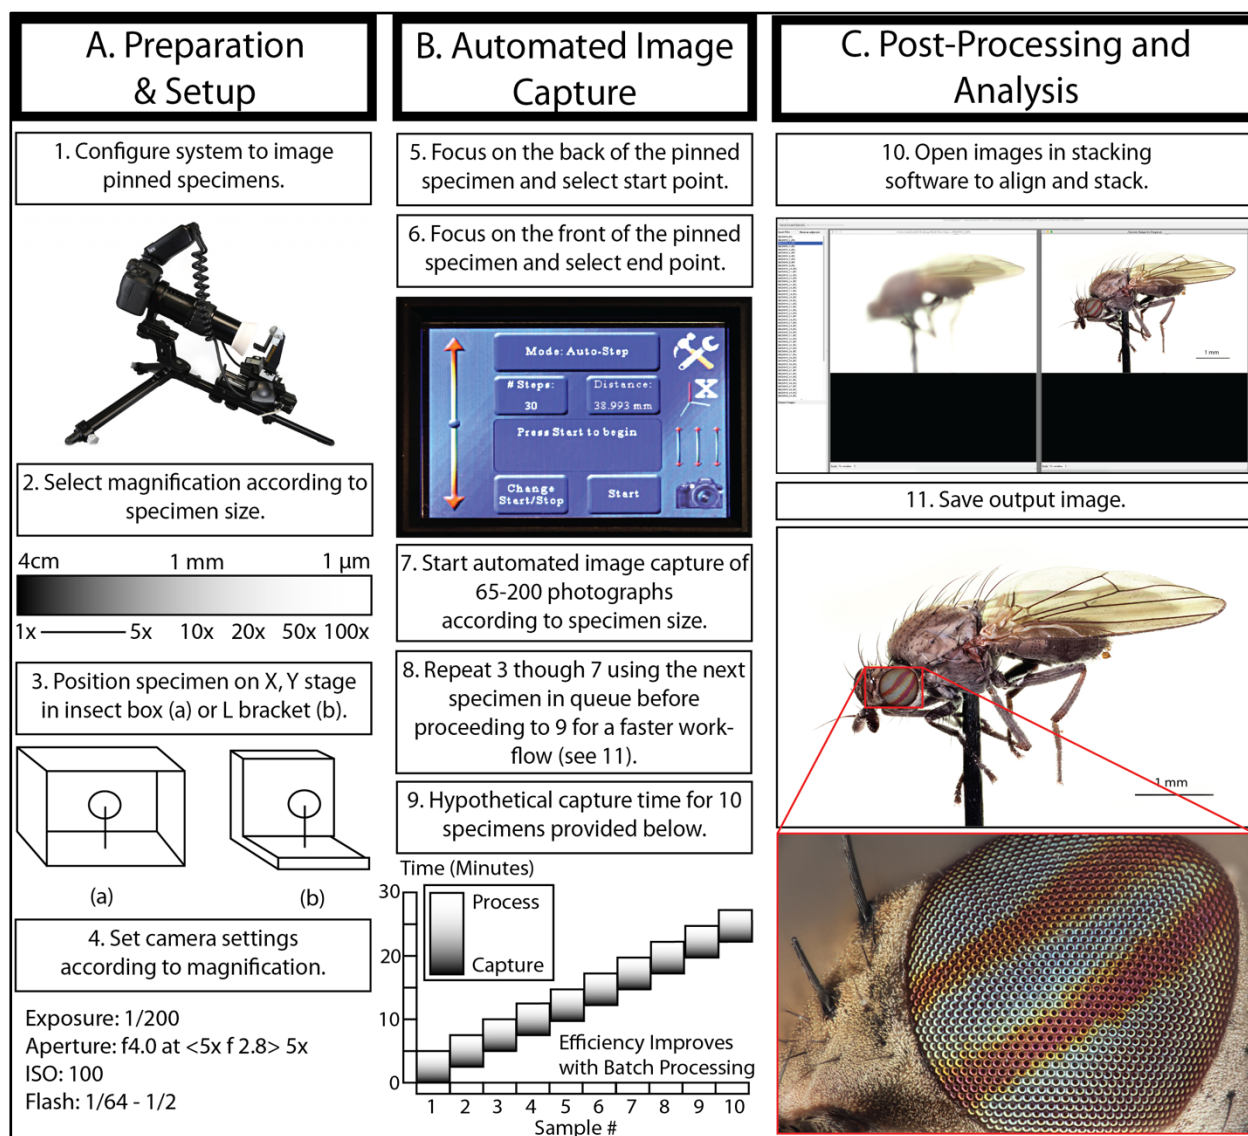 A. Preparation
& Setup
1. Configure system to image
pinned specimens.
2. Select magnification according to
specimen size.
4cm 1 mm 1 µm
1x 5x 10x 20x 50x 100x
3. Position specimen on X, Y stage
in insect box (a) or L bracket (b).
(a) (b)
4. Set camera settings
according to magnification.
Exposure: 1/200
Aperture: f4.0 at <5x f 2.8> 5x
ISO: 100
Flash: 1/64 - 1/2
B. Automated Image
Capture
5. Focus on the back of the pinned
specimen and select start point.
6. Focus on the front of the pinned
specimen and select end point.
Mode: Auto-Step
# Steps: Distance:
30 38.993 mm
X
Press Start to begin
Change
Start/Stop
Start
7. Start automated image capture of
65-200 photographs
according to specimen size.
8. Repeat 3 though 7 using the next
specimen in queue before
proceeding to 9 for a faster work-
flow (see 11).
9. Hypothetical capture time for 10
specimens provided below.
Time (Minutes)
30
20
10
0
Process
Capture
Efficiency Improves
with Batch Processing
1 2 3 4 5 6 7 8 9 10
Sample #
C. Post-Processing and
Analysis
10. Open images in stacking
software to align and stack.
1 mm
11. Save output image.
1 mm